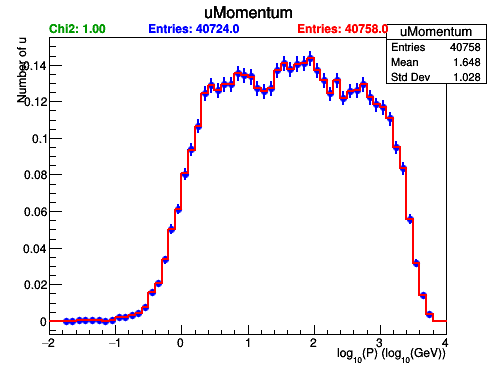 uMomentum
Chi2: 1.00 Entries: 40724.0 Entries: 40758.0
uMomentum
Entries 40758
Mean 1.648
Std Dev 1.028
Number of u
0.14
0.12
0.1
0.08
0.06
0.04
0.02
0
−2 −1 0 1 2 3 4
log10(P) (log10(GeV))